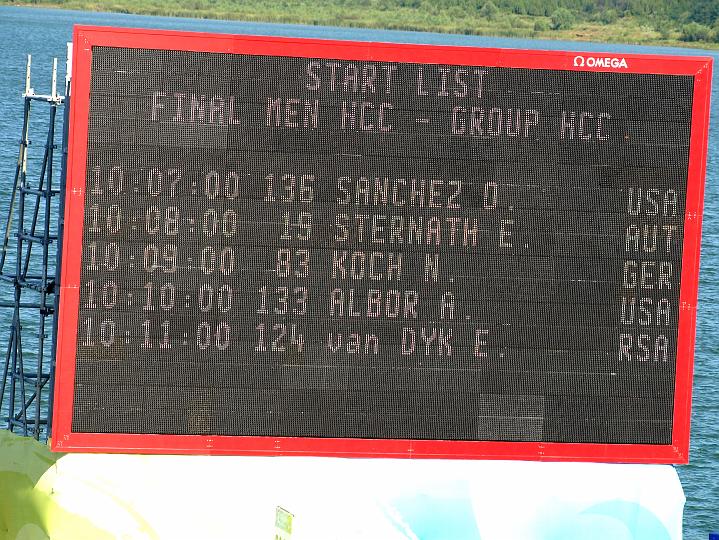 Ω OMEGA
START LIST
FINAL MEN HCC - GROUP HCC
10:07:00 136 SANCHEZ D. USA
10:08:00 19 STERNATH E. AUT
10:09:00 83 KOCH N. GER
10:10:00 133 ALBOR A. USA
10:11:00 124 van DYK E. RSA